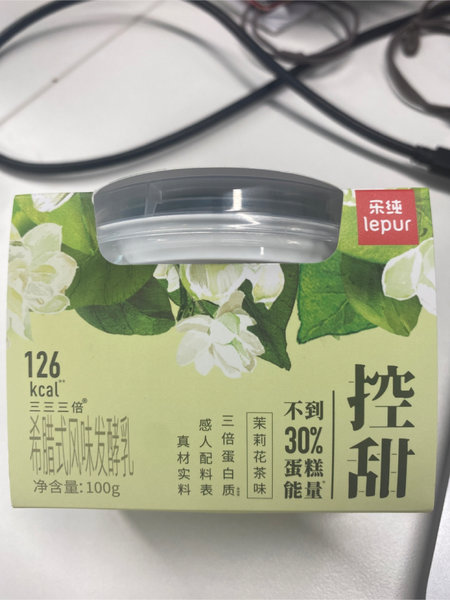 乐纯
lepur
126
kcal**
三三三倍®
希腊式风味发酵乳
净含量:100g
真材实料
感人配料表
三倍蛋白质
茉莉花茶味
不到
30%
蛋糕
能量*
控甜